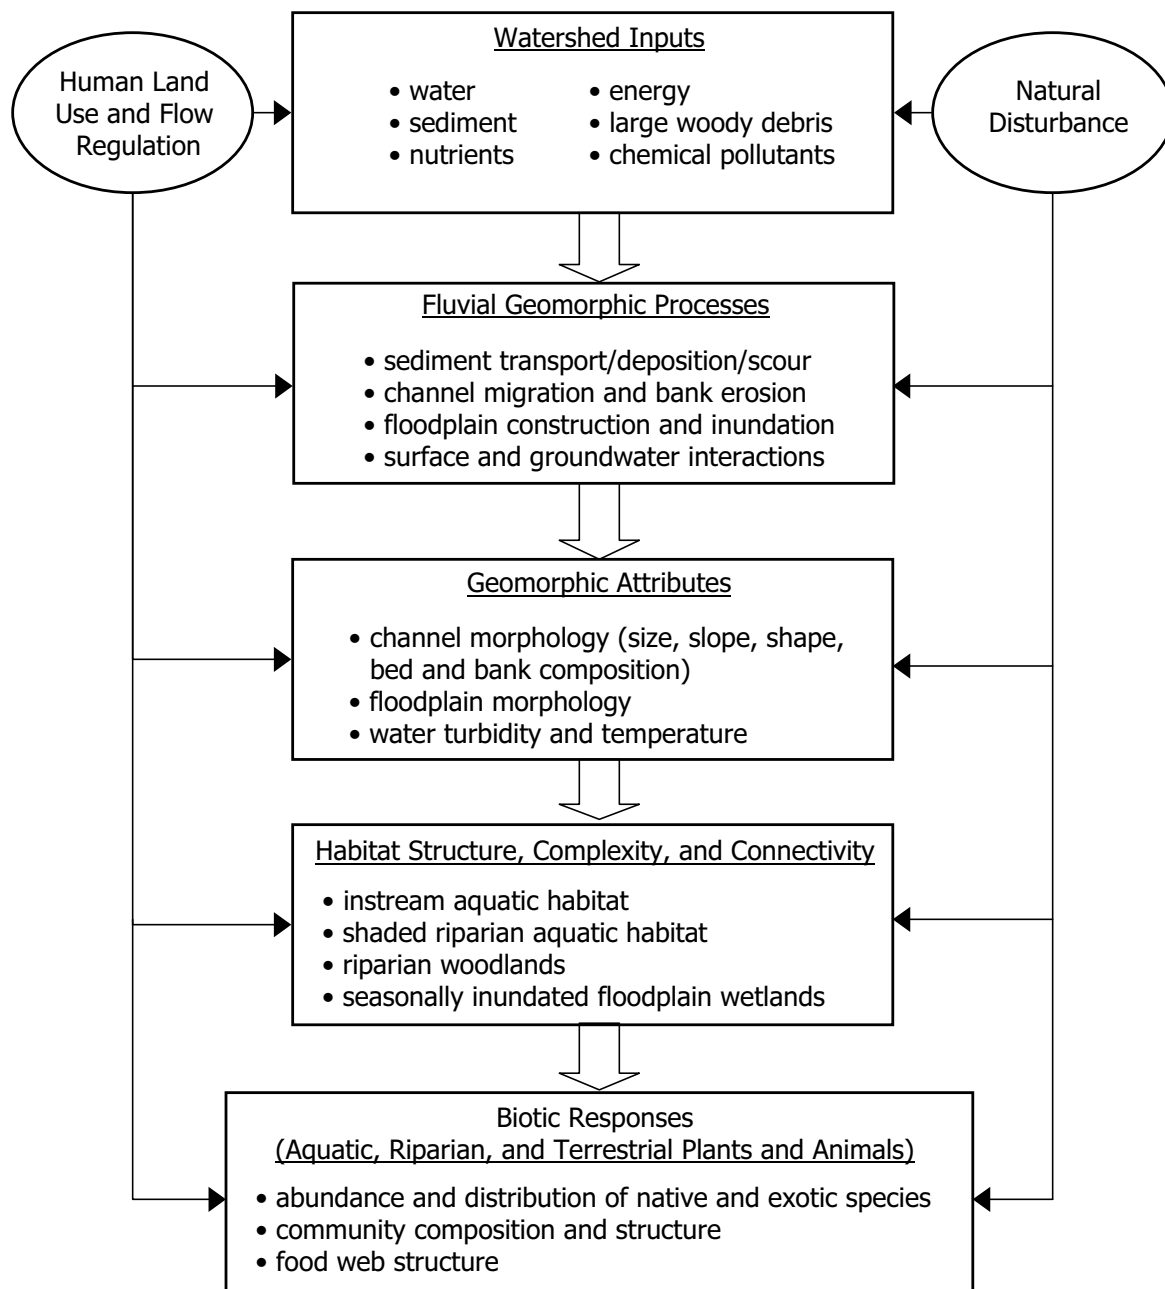 Human Land
Use and Flow
Regulation
Watershed Inputs
• water
• sediment
• nutrients
• energy
• large woody debris
• chemical pollutants
Natural
Disturbance
Fluvial Geomorphic Processes
• sediment transport/deposition/scour
• channel migration and bank erosion
• floodplain construction and inundation
• surface and groundwater interactions
Geomorphic Attributes
• channel morphology (size, slope, shape,
bed and bank composition)
• floodplain morphology
• water turbidity and temperature
Habitat Structure, Complexity, and Connectivity
• instream aquatic habitat
• shaded riparian aquatic habitat
• riparian woodlands
• seasonally inundated floodplain wetlands
Biotic Responses
(Aquatic, Riparian, and Terrestrial Plants and Animals)
• abundance and distribution of native and exotic species
• community composition and structure
• food web structure